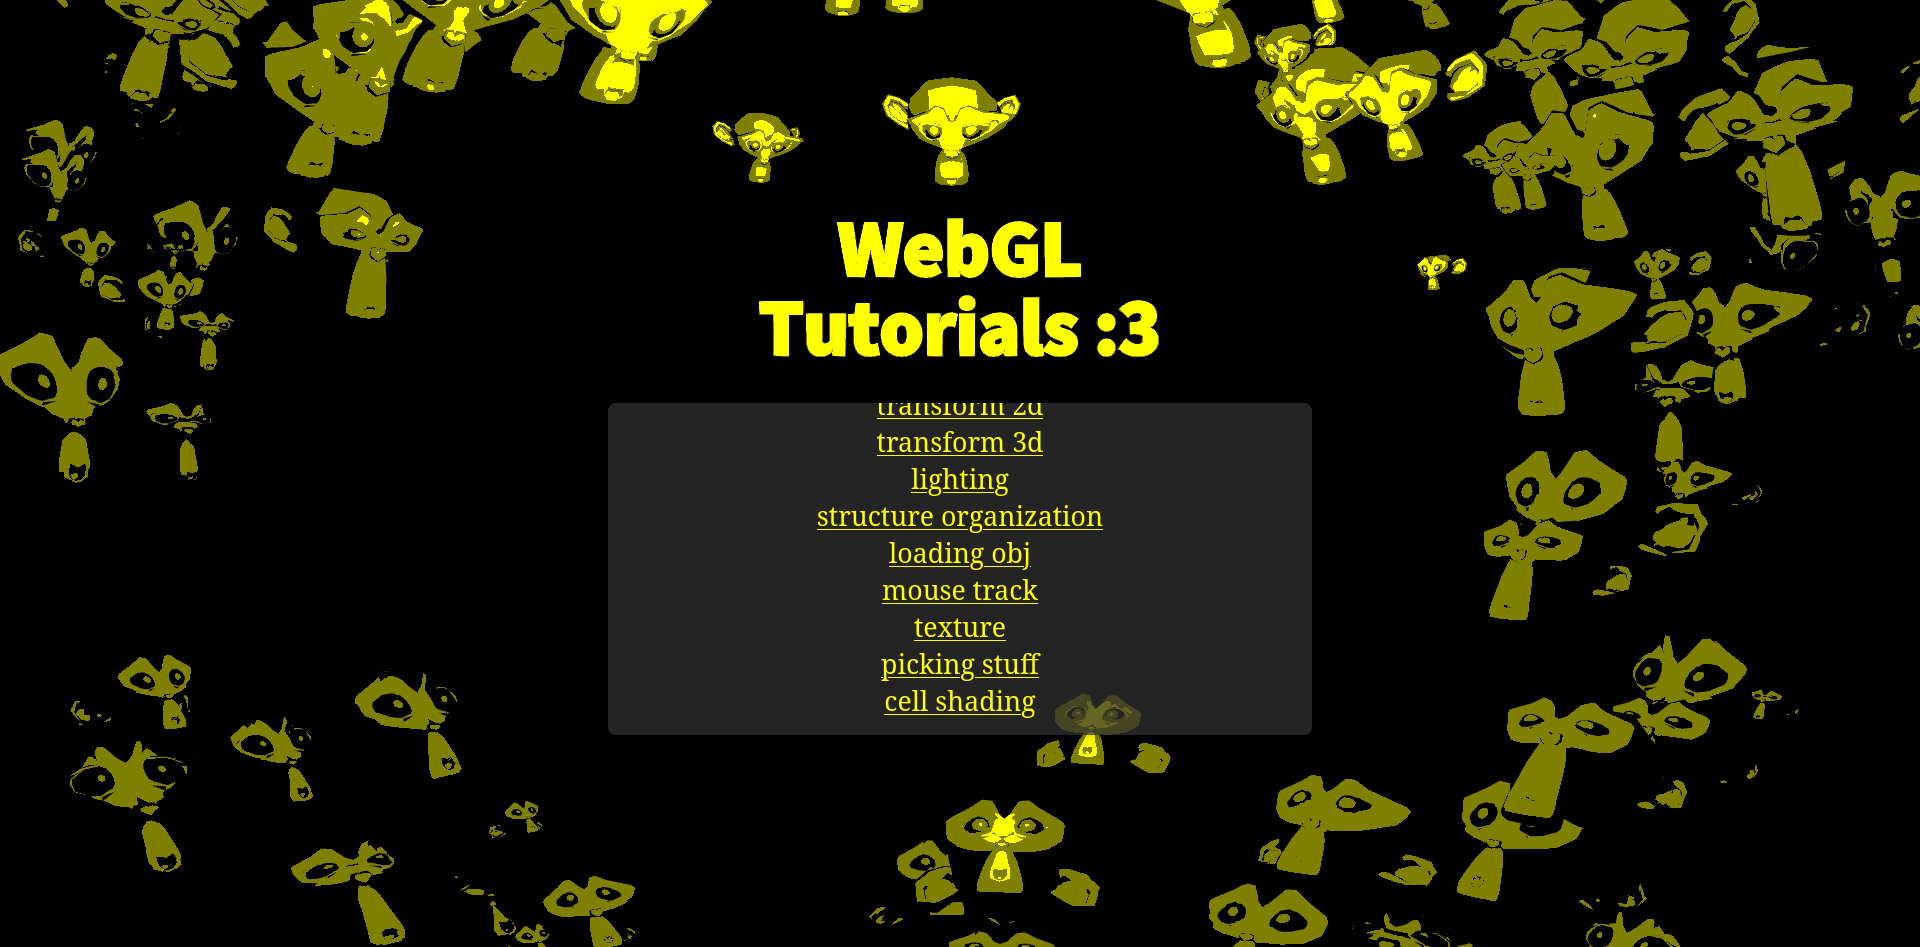 WebGL
Tutorials :3
transform 2d
transform 3d
lighting
structure organization
loading obj
mouse track
texture
picking stuff
cell shading